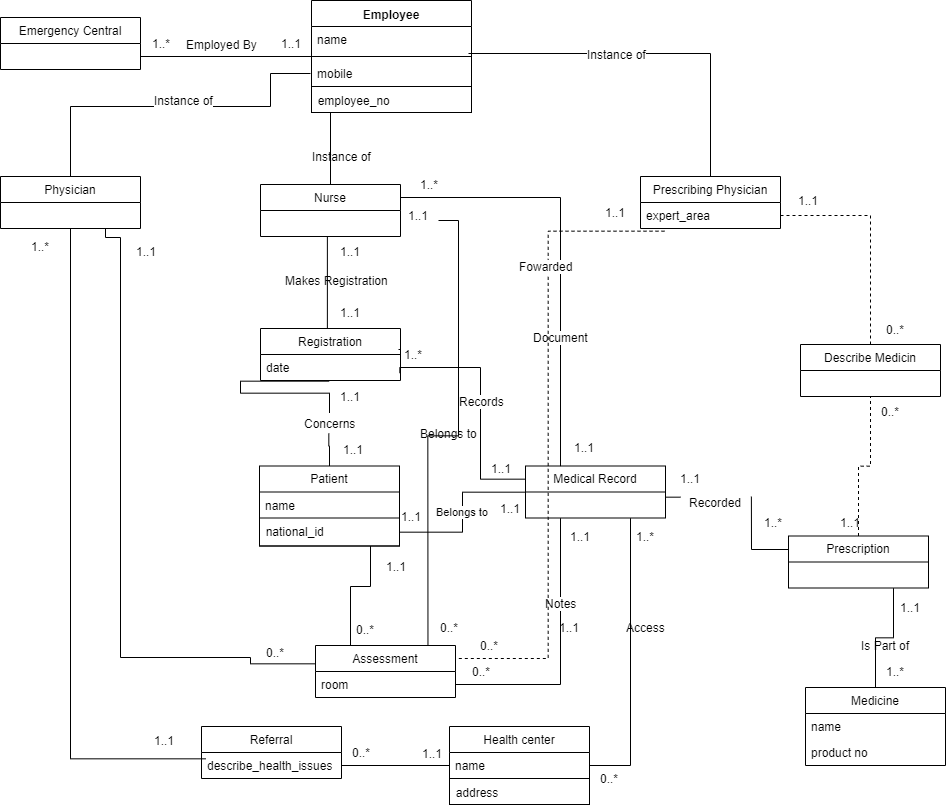 Employee
Emergency Central
name
1..*
Employed By
1..1
Instance of
mobile
Instance of
employee_no
Instance of
Physician
Nurse
Prescribing Physician
1..*
expert_area
1..1
1..1
1..1
1..*
1..1
1..1
Fowarded
Makes Registration
1..1
0..*
Document
Registration
1..*
Describe Medicin
date
1..1
Records
0..*
Concerns
Belongs to
1..1
1..1
1..1
1..1
Patient
Medical Record
Recorded
name
Belongs to
1..1
1..1
1..*
1..1
national_id
1..1
1..*
Prescription
1..1
Notes
1..1
0..*
0..*
1..1
Access
0..*
Is Part of
0..*
Assessment
0..*
1..*
room
Medicine
name
1..1
Referral
0..*
1..1
Health center
product no
describe_health_issues
name
0..*
address